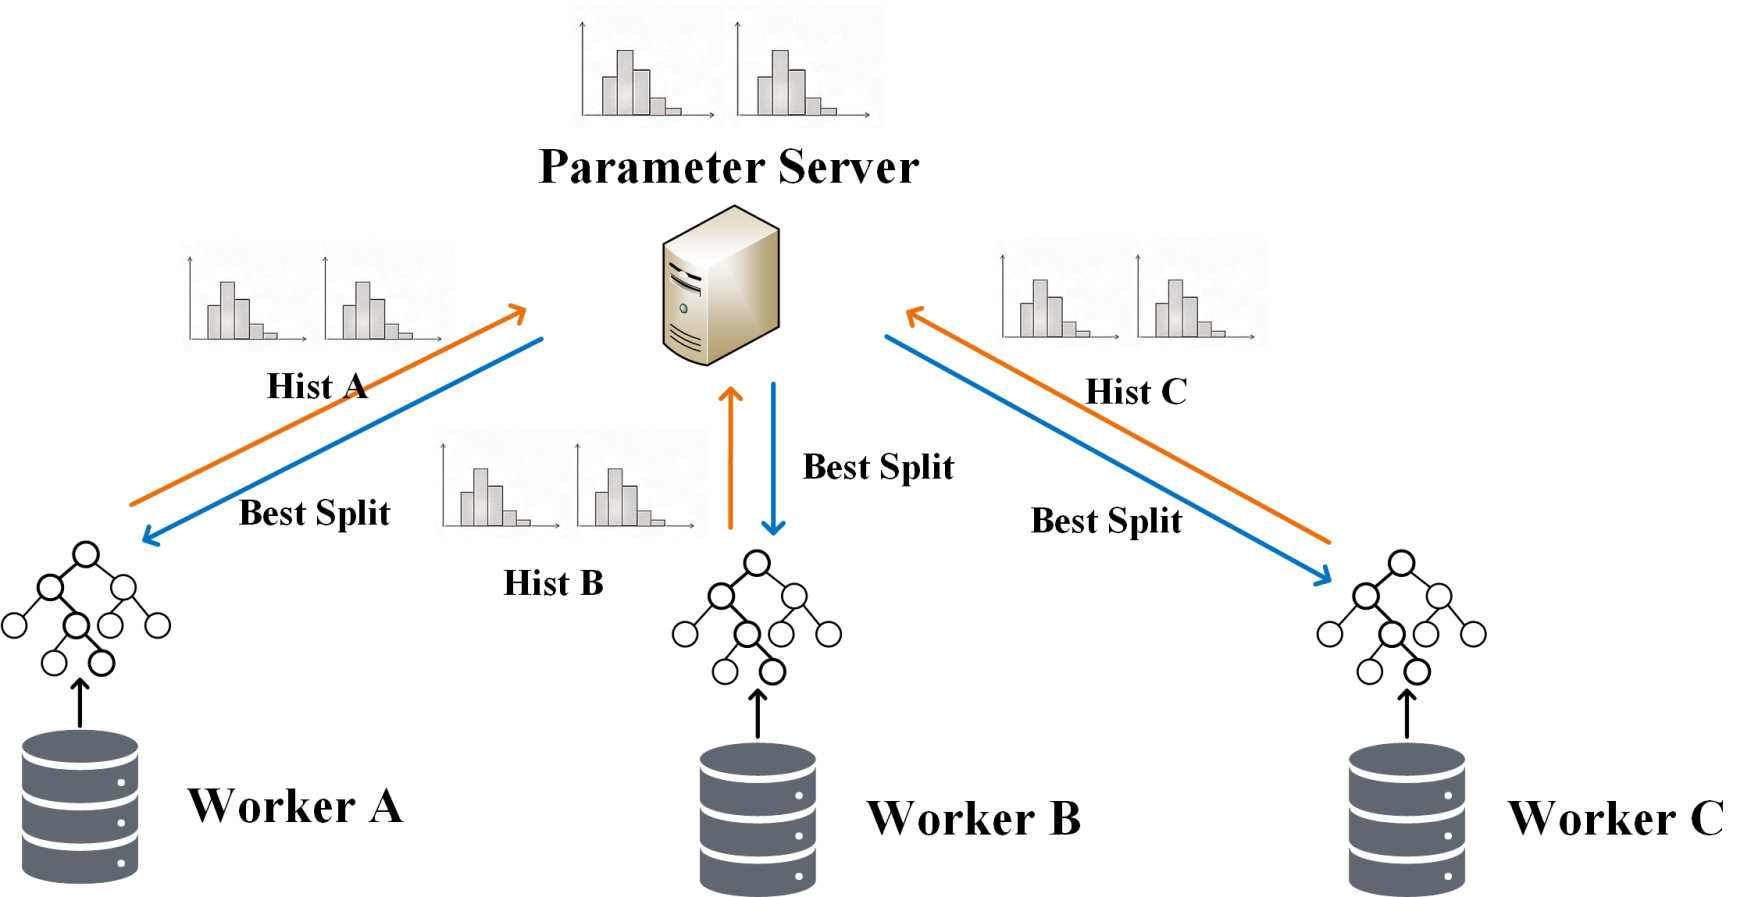 Parameter Server
Hist A
Hist C
Best Split
Best Split
Best Split
Hist B
Worker A
Worker B
Worker C